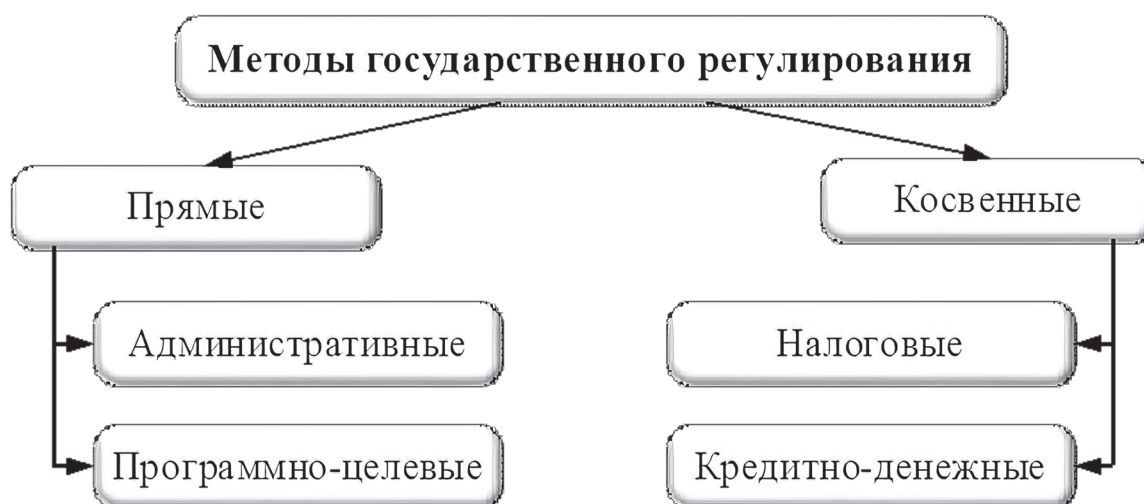 Методы государственного регулирования
Прямые
Косвенные
Административные
Налоговые
Программно-целевые
Кредитно-денежные